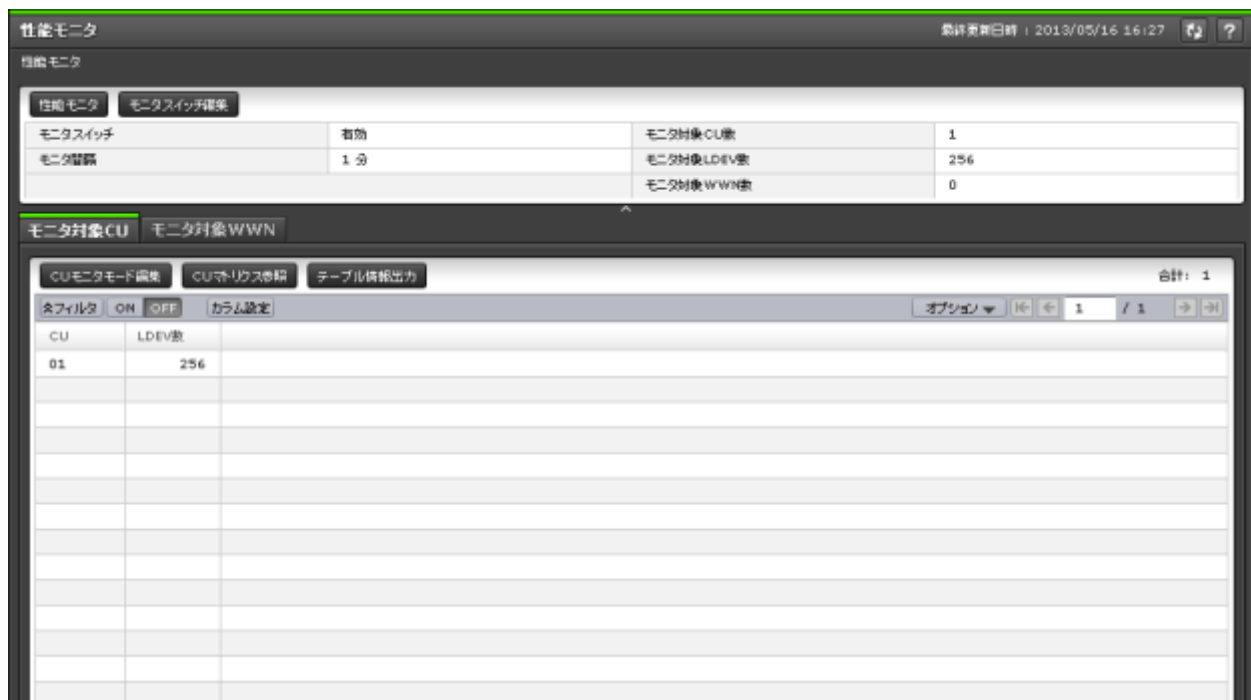 性能モニタ 最終更新日時 : 2013/05/16 16:27 ?
性能モニタ
性能モニタ モニタスイッチ編集
モニタスイッチ 有効 モニタ対象CU数 1
モニタ間隔 1 分 モニタ対象LDEV数 256
モニタ対象WWN数 0
モニタ対象CU モニタ対象WWN
CUモニタモード編集 CUマトリクス参照 テーブル情報出力 合計: 1
全フィルタ ON OFF カラム設定 オプション 1 / 1
CU LDEV数
01 256